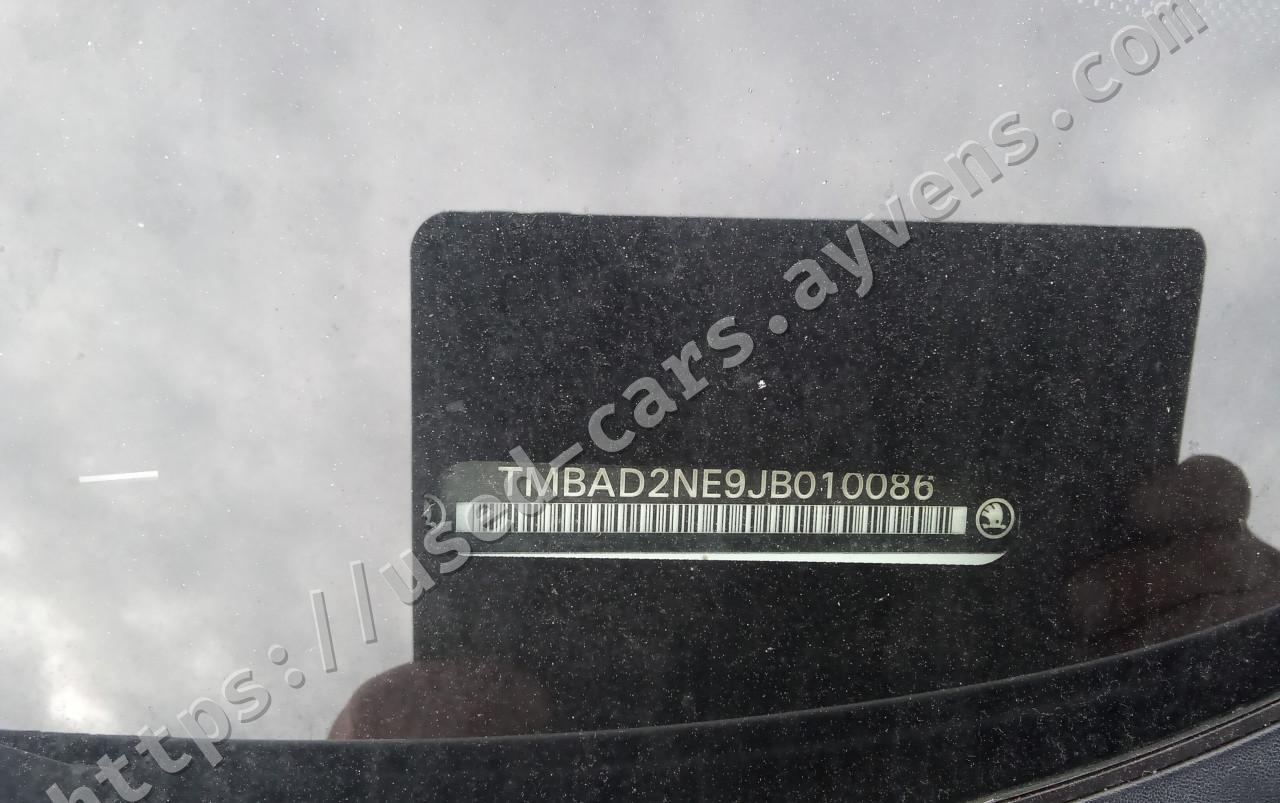 https://used-cars.ayvens.com
TMBAD2NE9JB010086